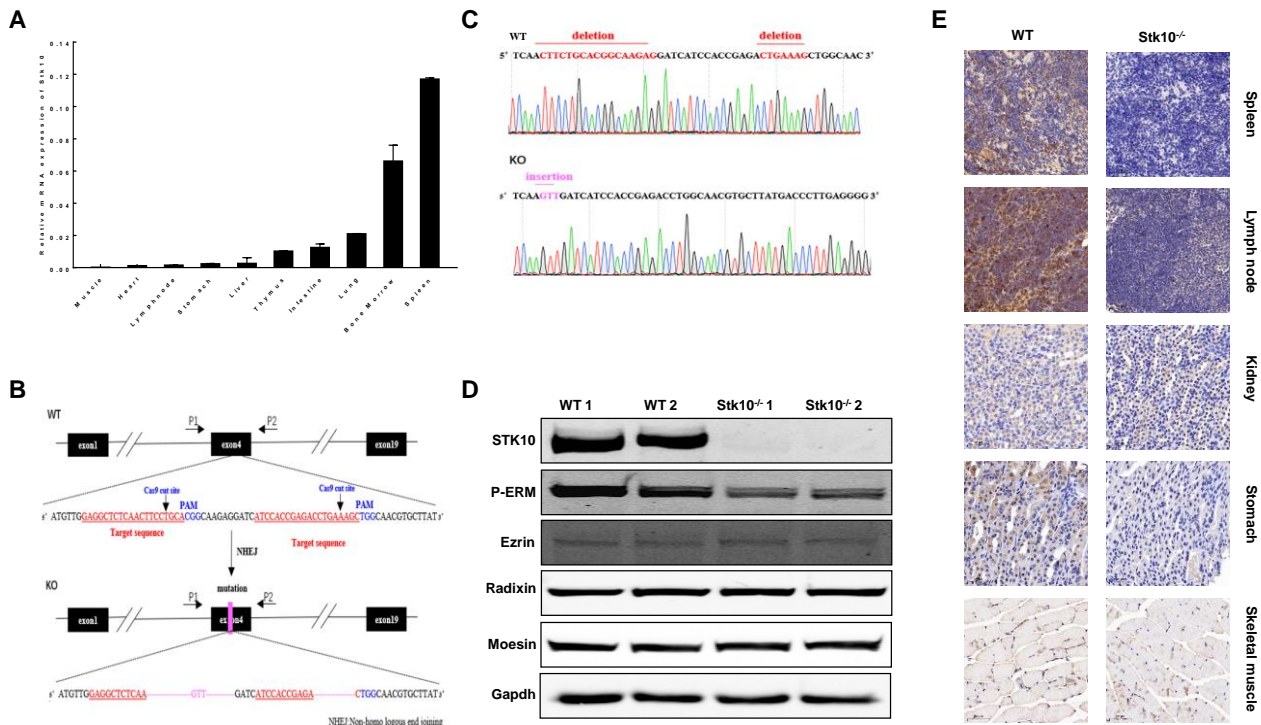 A
Relative mRNA expression of Stk10
0.14
0.12
0.10
0.08
0.06
0.04
0.02
0.00
Muscle
Heart
Lymphnode
Stomach
Liver
Thymus
Intestine
Lung
Bone Morrow
Spleen
B
WT
P1
P2
exon1
exon4
exon19
Cas9 cut site
PAM
Cas9 cut site
PAM
5' ATGTTGGAGGCTCTCAACTTCCTGCACGGCAAGAGGATCATCCACCGAGACCTGAAAGCTGGCAACGTGCTTAT 3'
Target sequence
Target sequence
NHEJ
mutation
KO
P1
P2
exon1
exon4
exon19
5' ATGTTGGAGGCTCTCAA GTT GATCATCCACCGAGA CTGGCAACGTGCTTAT 3'
NHEJ:Non-homo logous end joining
C
WT
deletion
deletion
5' TCAACTTCTGCACGGCAAGAGGATCATCCACCGAGACTGAAAGCTGGCAAC 3'
KO
insertion
5' TCAAGTTGATCATCCACCGAGACCTGGCAACGTGCTTATGACCCTTGAGGGG 3'
D
WT 1
WT 2
Stk10-/- 1
Stk10-/- 2
STK10
P-ERM
Ezrin
Radixin
Moesin
Gapdh
E
WT
Stk10-/-
Spleen
Lymph node
Kidney
Stomach
Skeletal muscle